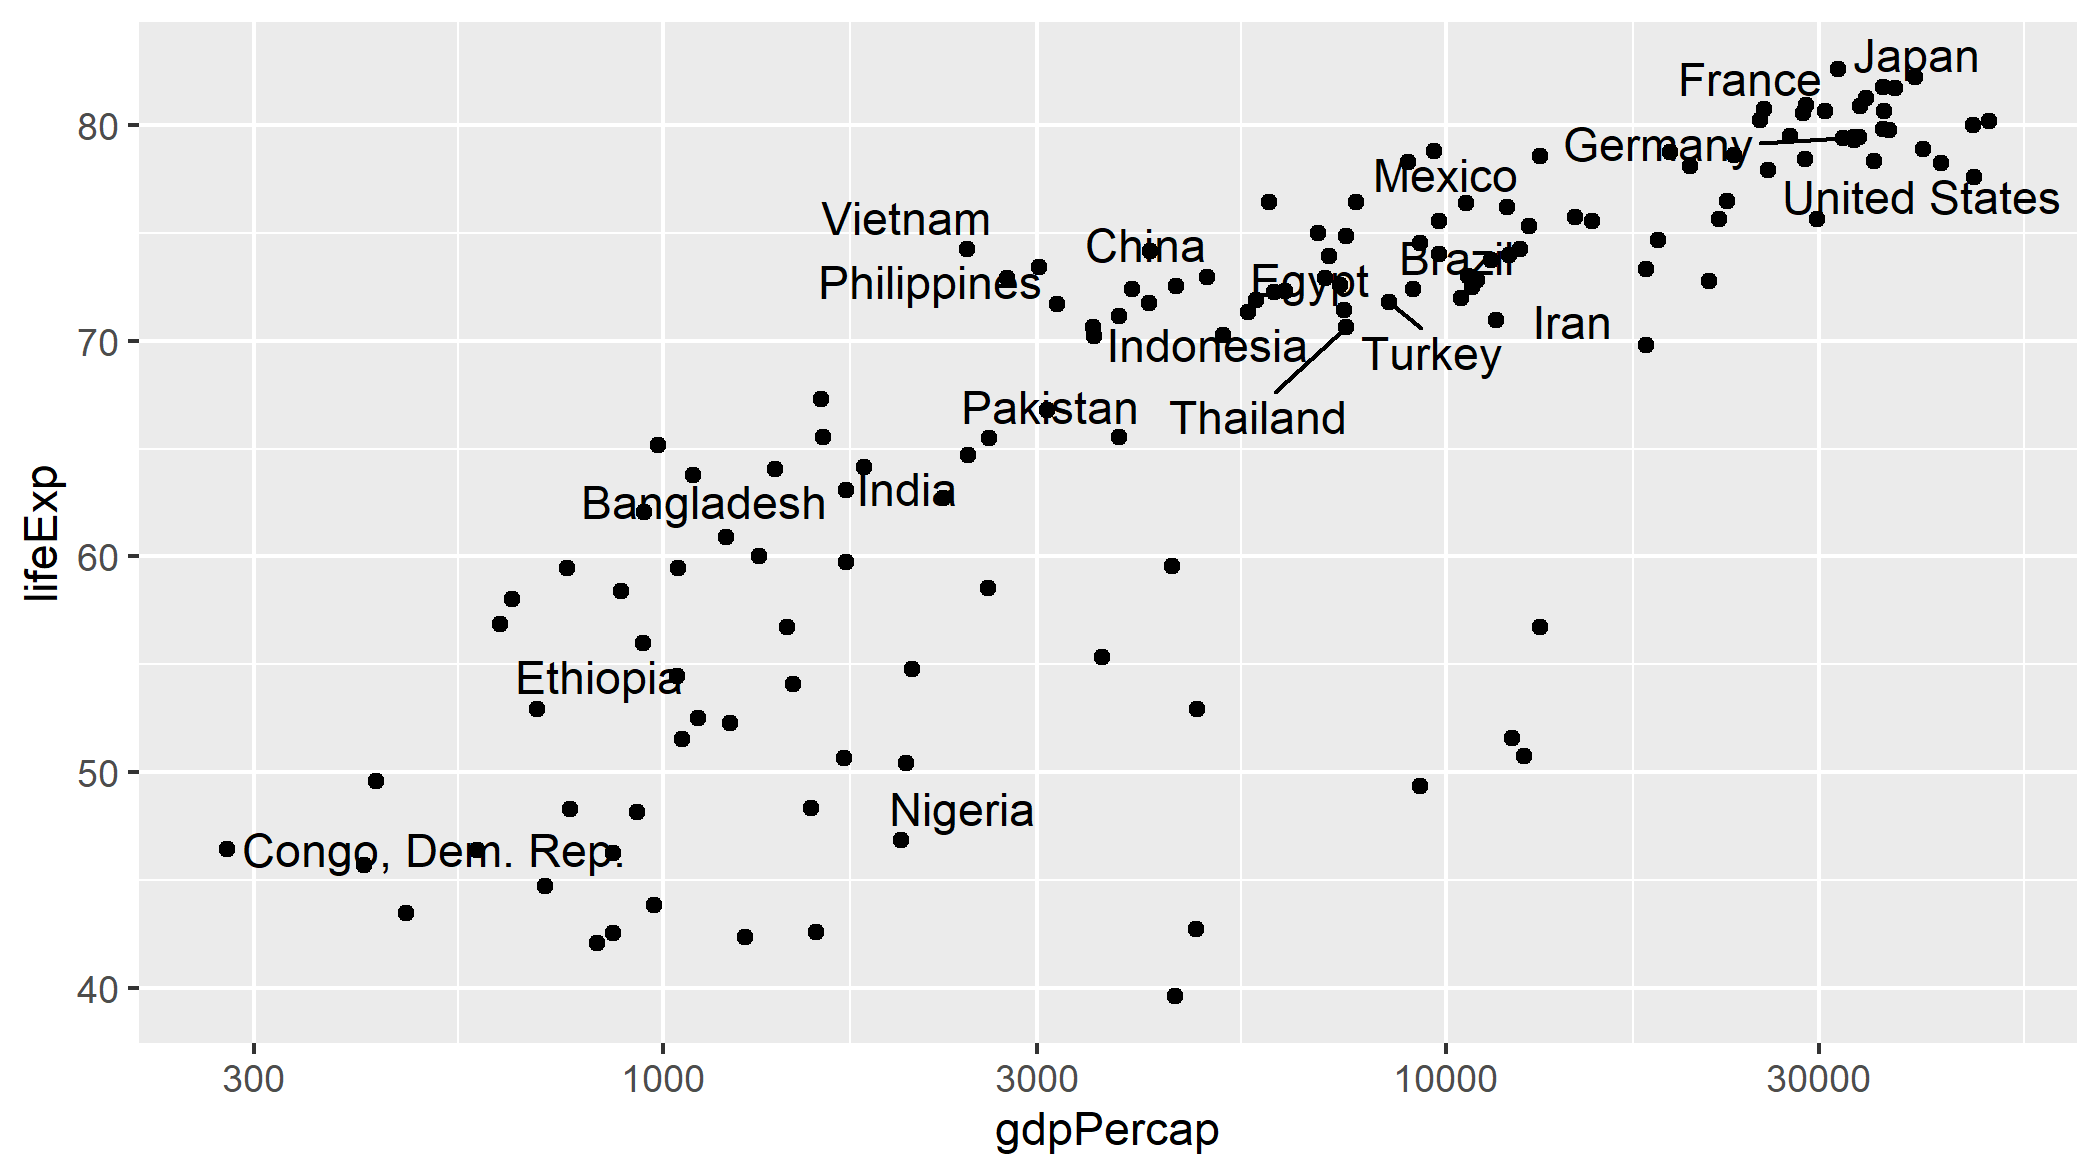 Japan
France
Germany
Mexico
United States
Vietnam
China
Brazil
Philippines
Egypt
Iran
Indonesia
Turkey
Pakistan
Thailand
Bangladesh
India
Ethiopia
Nigeria
Congo, Dem. Rep.
80
70
60
50
40
lifeExp
300
1000
3000
10000
30000
gdpPercap